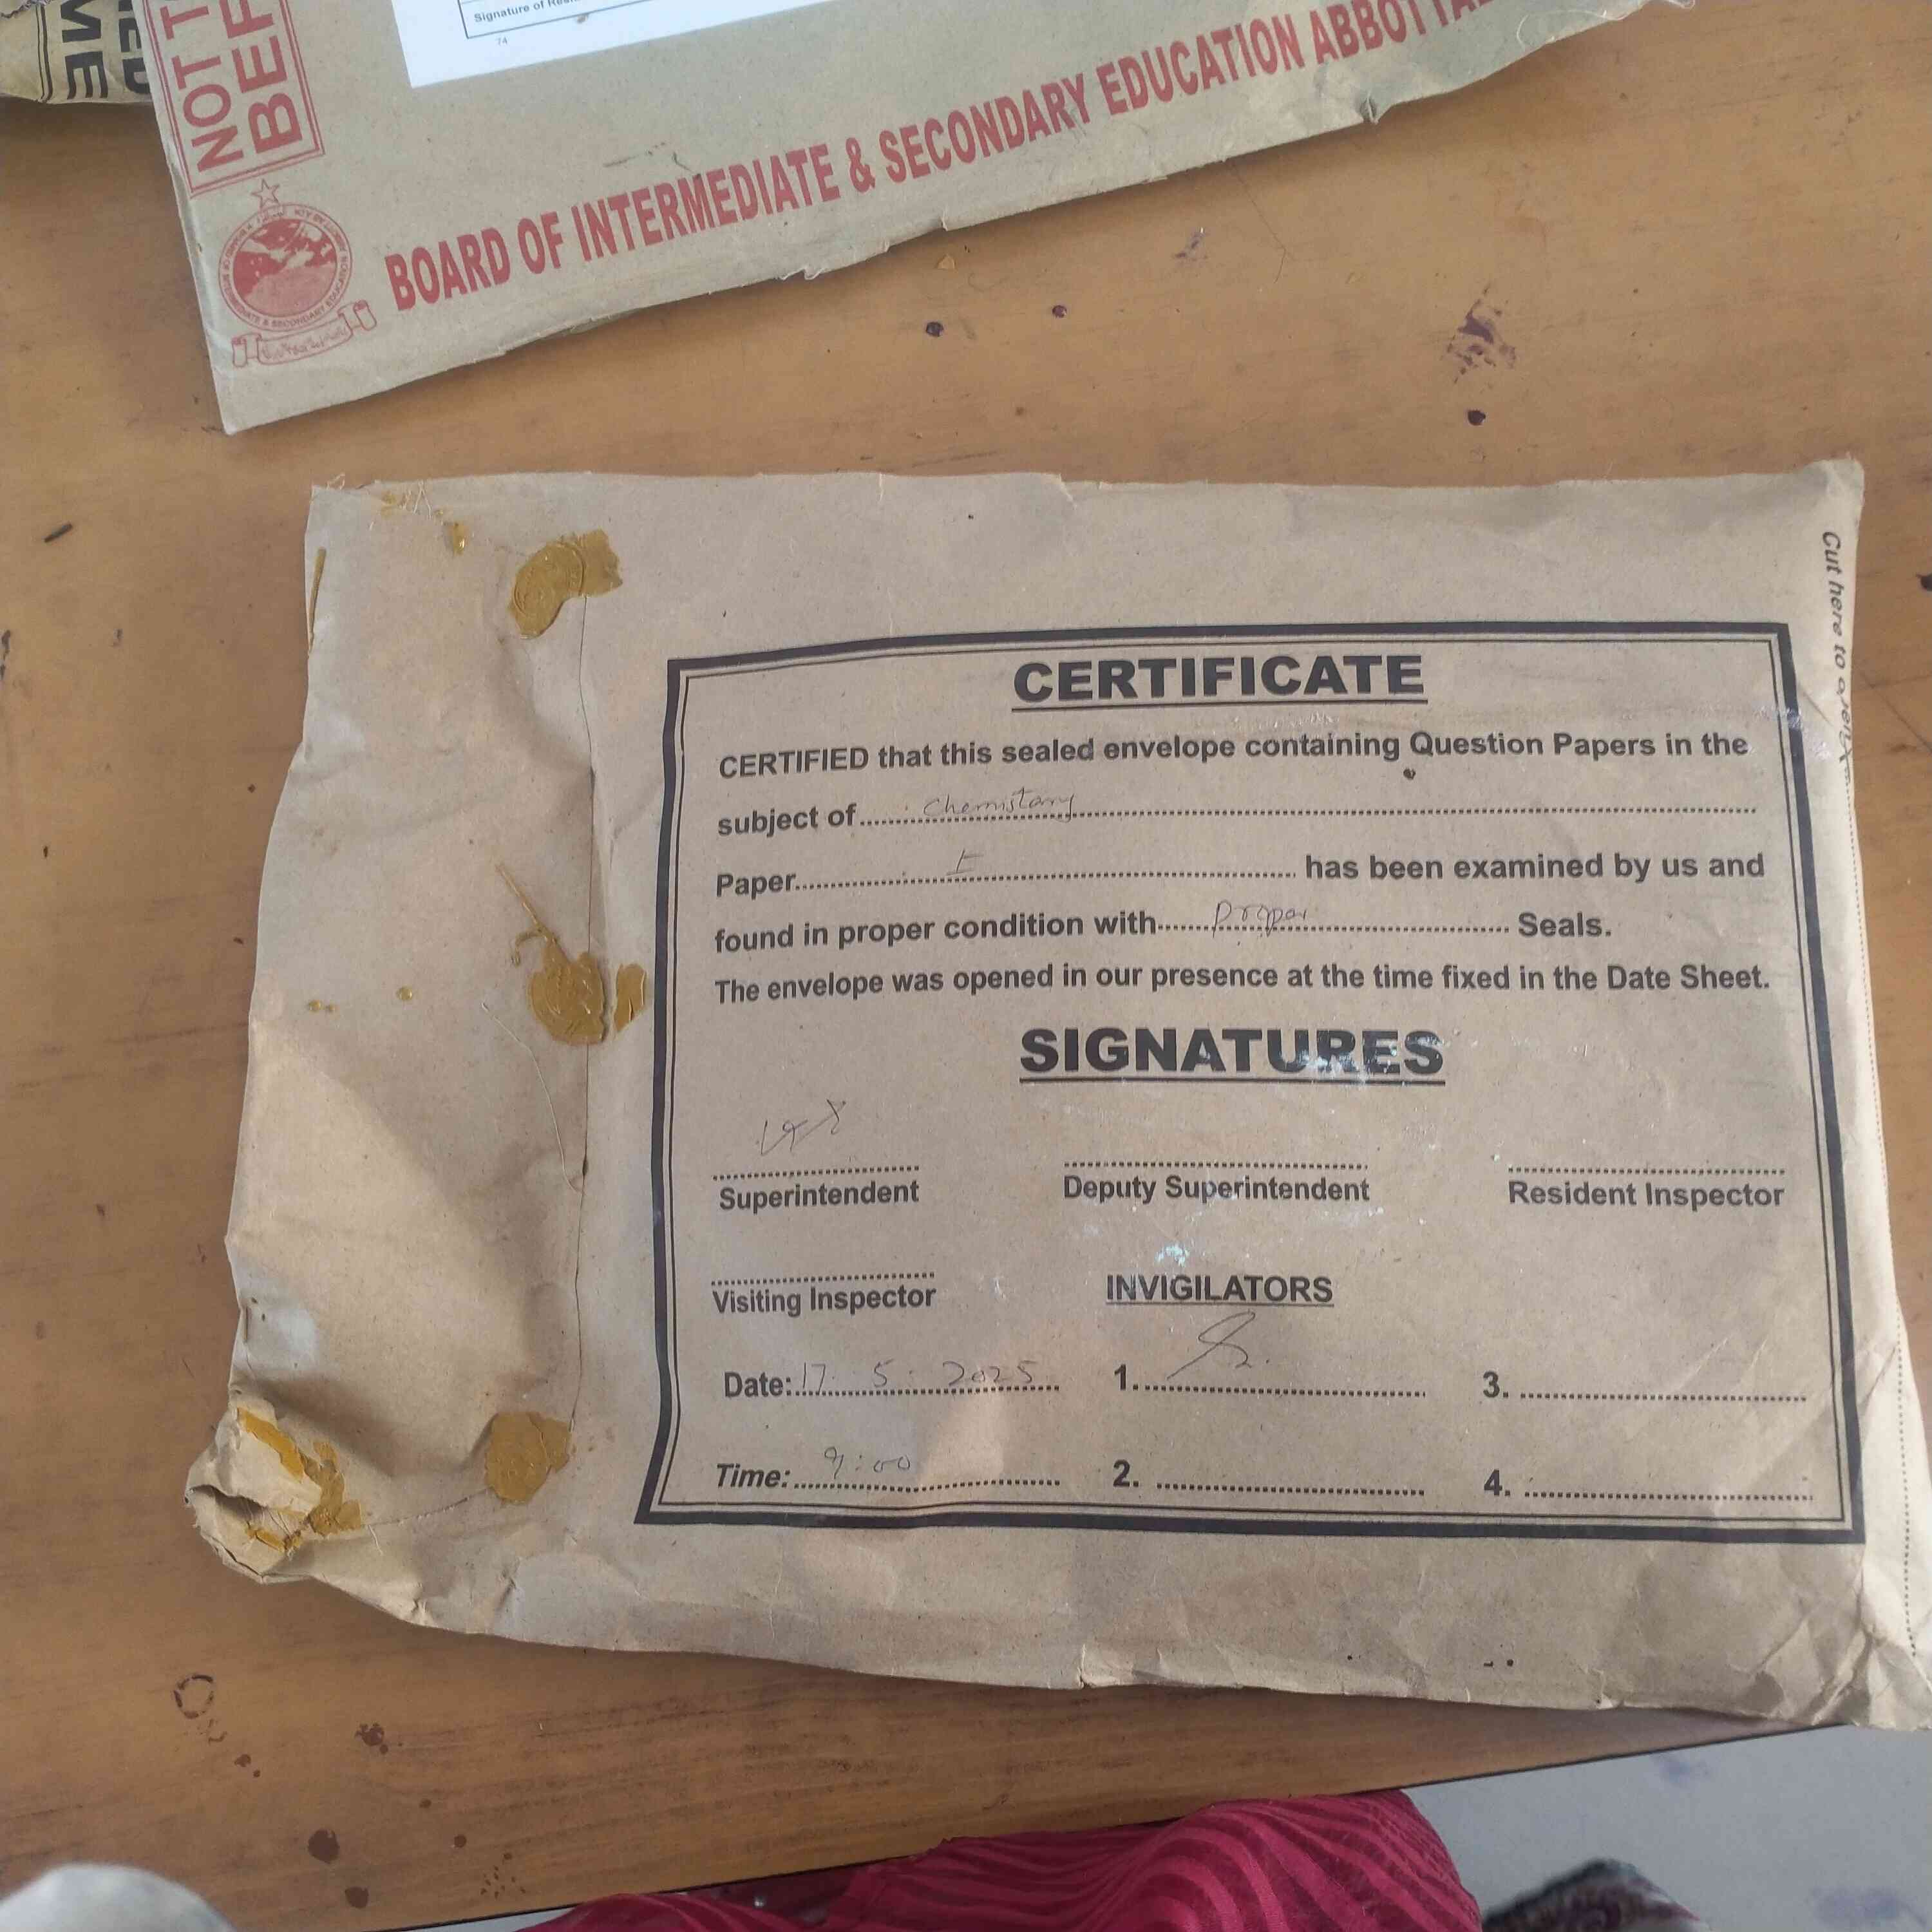 ME
NOT T
BEF
Signature of Res
74
BOARD OF INTERMEDIATE & SECONDARY EDUCATION ABBOTTA
Cut here to open
CERTIFICATE
CERTIFIED that this sealed envelope containing Question Papers in the
subject of Chemistary
Paper I has been examined by us and
found in proper condition with Proper Seals.
The envelope was opened in our presence at the time fixed in the Date Sheet.
SIGNATURES
Superintendent Deputy Superintendent Resident Inspector
Visiting Inspector INVIGILATORS
Date: 17. 5. 2025 1. 3.
Time: 9:00 2. 4.